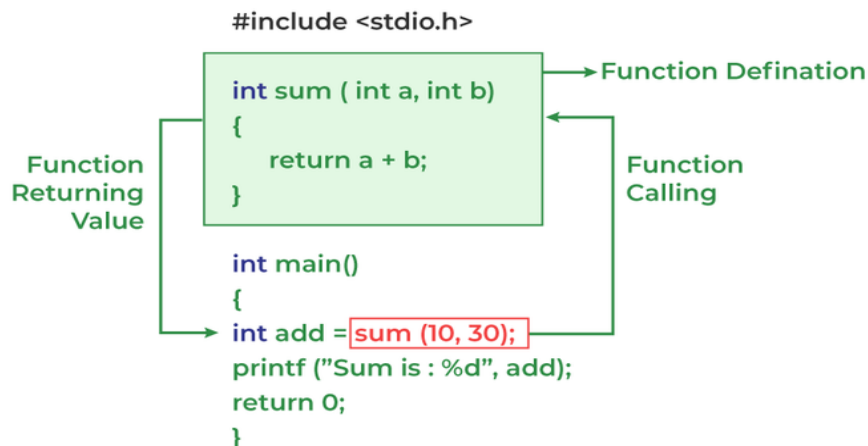 #include <stdio.h>
int sum ( int a, int b)
{
return a + b;
}
Function Defination
Function
Returning
Value
Function
Calling
int main()
{
int add = sum (10, 30);
printf (”Sum is : %d”, add);
return 0;
}